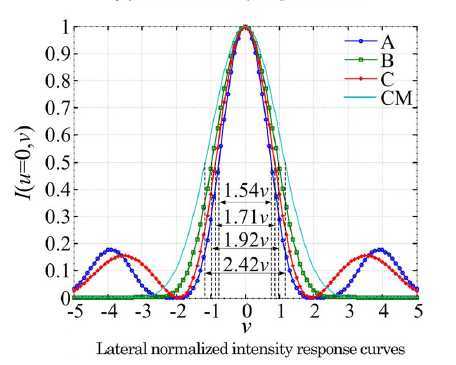 1
0.9
0.8
0.7
0.6
0.5
0.4
0.3
0.2
0.1
0
I(u=0,v)
A
B
C
CM
1.54v
1.71v
1.92v
2.42v
-5 -4 -3 -2 -1 0 1 2 3 4 5
v
Lateral normalized intensity response curves